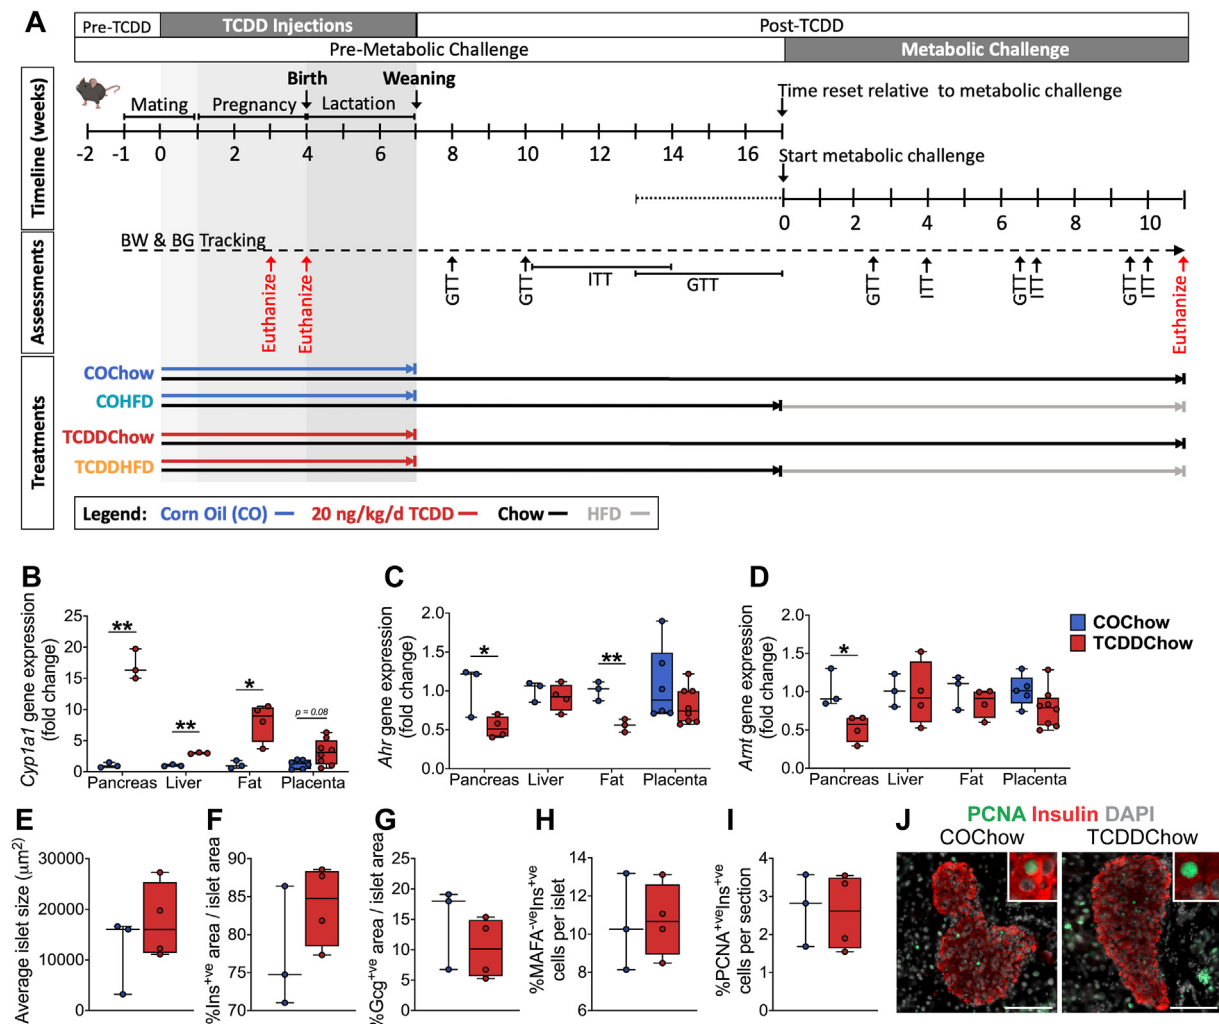 A
Pre-TCDD TCDD Injections Post-TCDD
Pre-Metabolic Challenge Metabolic Challenge
Timeline (weeks)
Birth Weaning
Mating Pregnancy Lactation
Time reset relative to metabolic challenge
-2 -1 0 2 4 6 8 10 12 14 16
Start metabolic challenge
0 2 4 6 8 10
Assessments
BW & BG Tracking
Euthanize Euthanize GTT GTT ITT GTT GTT ITT GTT ITT GTT ITT Euthanize
Treatments
COChow
COHFD
TCDDChow
TCDDHFD
Legend: Corn Oil (CO) 20 ng/kg/d TCDD Chow HFD
B
Cyp1a1 gene expression
(fold change)
25
20
15
10
5
0
** ** * p = 0.08
Pancreas Liver Fat Placenta
C
Ahr gene expression
(fold change)
2.0
1.5
1.0
0.5
0.0
* **
Pancreas Liver Fat Placenta
D
Arnt gene expression
(fold change)
2.0
1.5
1.0
0.5
0.0
*
Pancreas Liver Fat Placenta
COChow
TCDDChow
E
Average islet size (μm²)
30000
20000
10000
0
F
%Ins+ve area / islet area
90
85
80
75
70
G
%Gcg+ve area / islet area
25
20
15
10
5
0
H
%MAFA-veIns+ve
cells per islet
14
12
10
8
6
I
%PCNA+veIns+ve
cells per section
4
3
2
1
0
J
PCNA Insulin DAPI
COChow TCDDChow